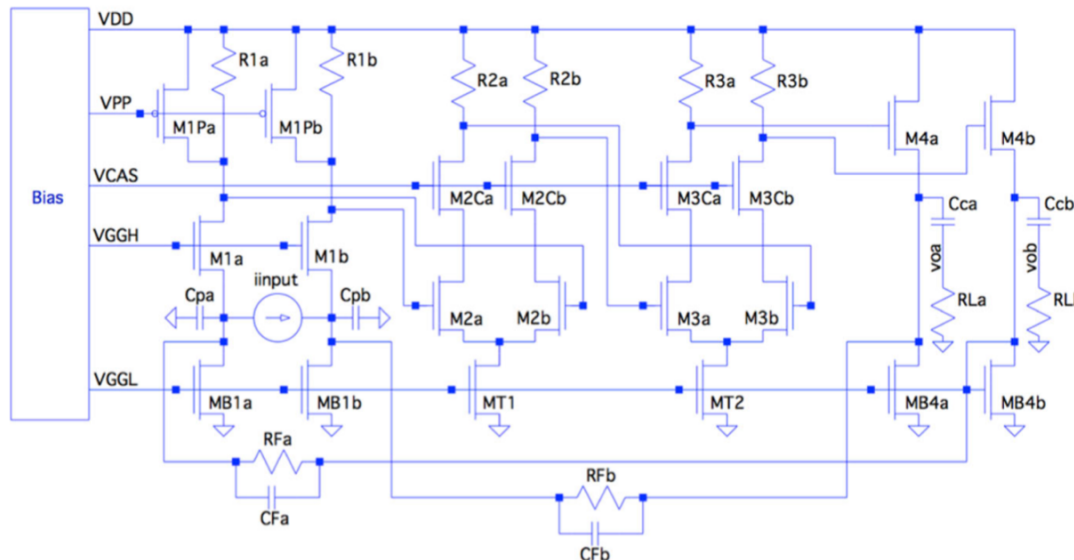 VDD
R1a
R1b
R2a
R2b
R3a
R3b
VPP
M1Pa
M1Pb
M4a
M4b
VCAS
M2Ca
M2Cb
M3Ca
M3Cb
Bias
Cca
Ccb
VGGH
M1a
M1b
iinput
Cpa
Cpb
voa
vob
RLa
M2a
M2b
M3a
M3b
VGGL
MB1a
MB1b
MT1
MT2
MB4a
MB4b
RFa
CFa
RFb
CFb